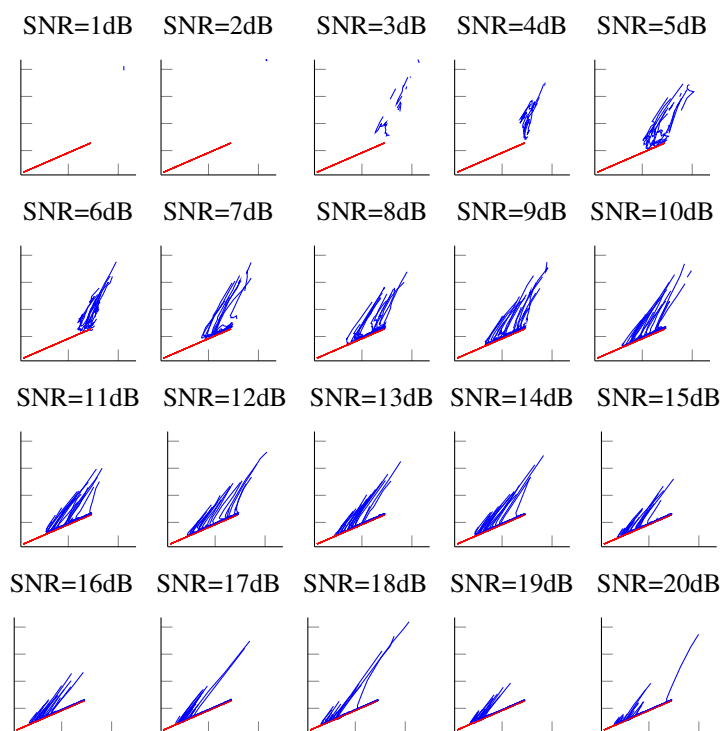 SNR=1dB SNR=2dB SNR=3dB SNR=4dB SNR=5dB
SNR=6dB SNR=7dB SNR=8dB SNR=9dB SNR=10dB
SNR=11dB SNR=12dB SNR=13dB SNR=14dB SNR=15dB
SNR=16dB SNR=17dB SNR=18dB SNR=19dB SNR=20dB